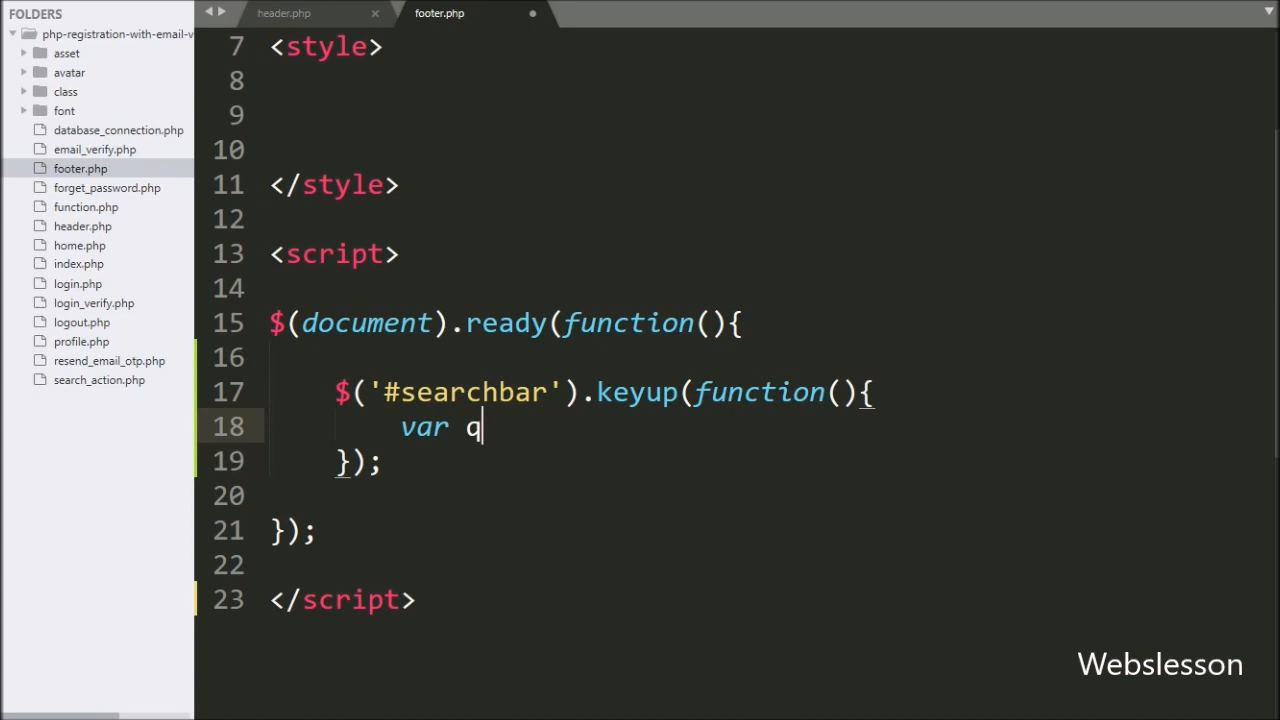 FOLDERS
php-registration-with-email-v
asset
avatar
class
font
database_connection.php
email_verify.php
footer.php
forget_password.php
function.php
header.php
home.php
index.php
login.php
login_verify.php
logout.php
profile.php
resend_email_otp.php
search_action.php
header.php
footer.php
7 <style>
8
9
10
11 </style>
12
13 <script>
14
15 $(document).ready(function(){
16
17 $('#searchbar').keyup(function(){
18 var q
19 });
20
21 });
22
23 </script>
Webslesson